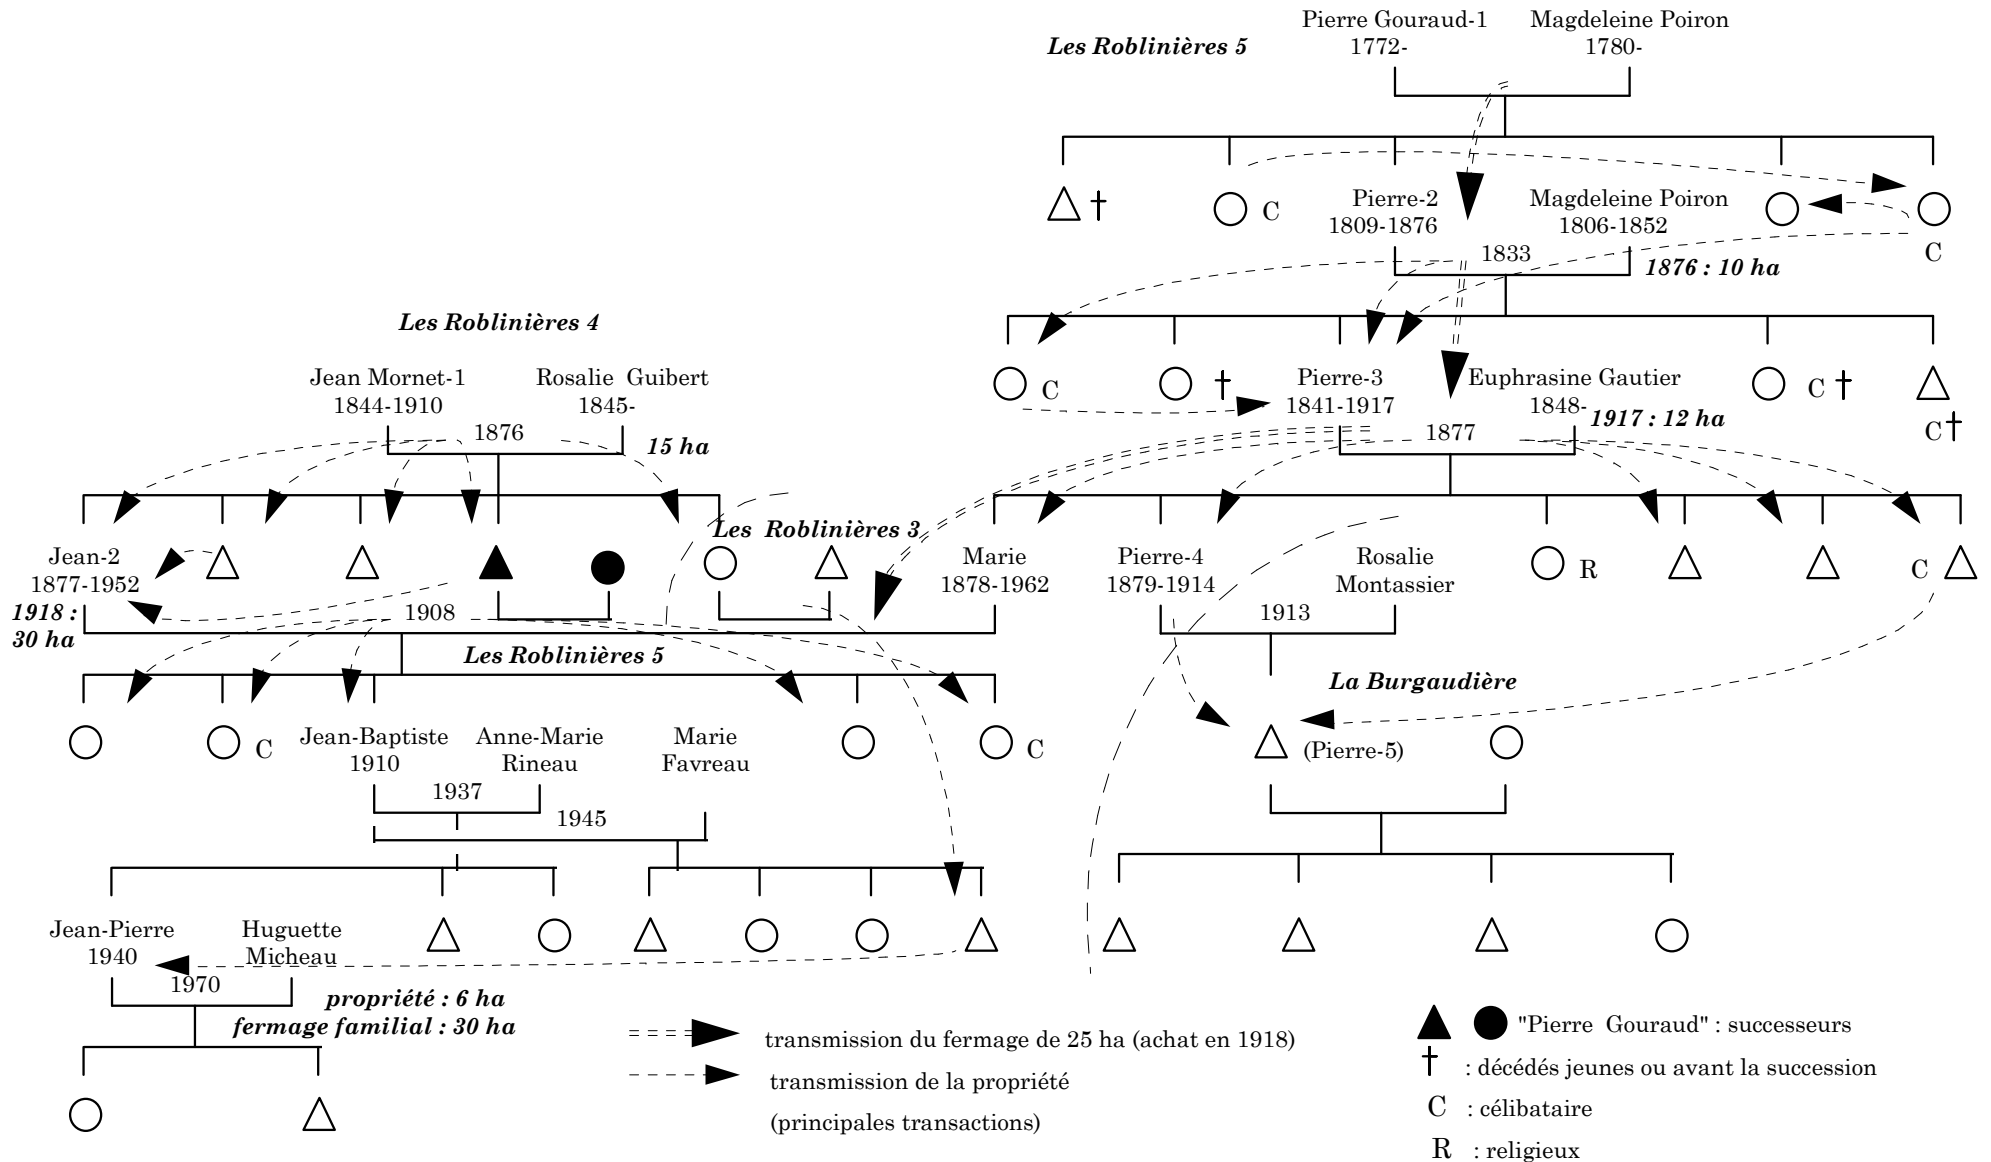 Pierre Gouraud-1 Magdeleine Poiron
Les Roblinières 5 1772- 1780-
C Pierre-2 Magdeleine Poiron
1809-1876 1806-1852
1833 C
1876 : 10 ha
Les Roblinières 4
Jean Mornet-1 Rosalie Guibert C Pierre-3 Euphrasine Gautier C
1844-1910 1845- 1841-1917 1848- 1917 : 12 ha
1876 15 ha 1877 C
Les Roblinières 3
Jean-2 Marie Pierre-4 Rosalie R C
1877-1952 1878-1962 1879-1914 Montassier
1918 : 1908 1913
30 ha
Les Roblinières 5
La Burgaudière
C Jean-Baptiste Anne-Marie Marie C (Pierre-5)
1910 Rineau Favreau
1937
1945
Jean-Pierre Huguette
1940 Micheau
1970
propriété : 6 ha
fermage familial : 30 ha
transmission du fermage de 25 ha (achat en 1918)
transmission de la propriété
(principales transactions)
"Pierre Gouraud" : successeurs
† : décédés jeunes ou avant la succession
C : célibataire
R : religieux